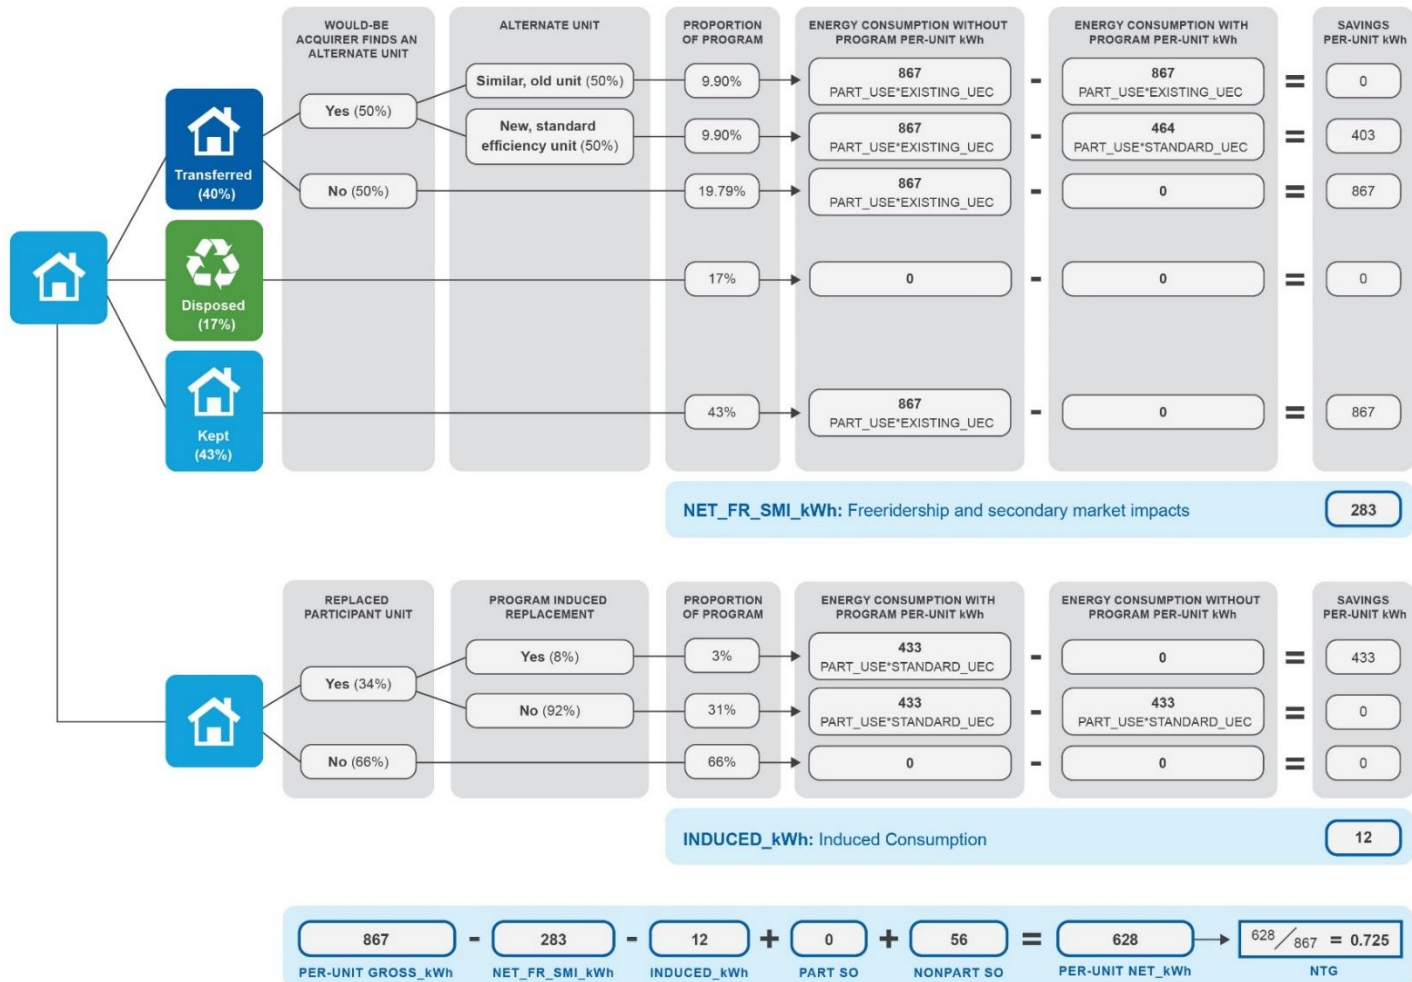 WOULD-BE
ACQUIRER FINDS AN
ALTERNATE UNIT
ALTERNATE UNIT
PROPORTION
OF PROGRAM
ENERGY CONSUMPTION WITHOUT
PROGRAM PER-UNIT kWh
ENERGY CONSUMPTION WITH
PROGRAM PER-UNIT kWh
SAVINGS
PER-UNIT kWh
Transferred
(40%)
Yes (50%)
Similar, old unit (50%)
9.90%
867
PART_USE*EXISTING_UEC
-
867
PART_USE*EXISTING_UEC
=
0
New, standard
efficiency unit (50%)
9.90%
867
PART_USE*EXISTING_UEC
-
464
PART_USE*STANDARD_UEC
=
403
No (50%)
19.79%
867
PART_USE*EXISTING_UEC
-
0
=
867
Disposed
(17%)
17%
0
-
0
=
0
Kept
(43%)
43%
867
PART_USE*EXISTING_UEC
-
0
=
867
NET_FR_SMI_kWh: Freeridership and secondary market impacts
283
REPLACED
PARTICIPANT UNIT
PROGRAM INDUCED
REPLACEMENT
PROPORTION
OF PROGRAM
ENERGY CONSUMPTION WITH
PROGRAM PER-UNIT kWh
ENERGY CONSUMPTION WITHOUT
PROGRAM PER-UNIT kWh
SAVINGS
PER-UNIT kWh
Yes (34%)
Yes (8%)
3%
433
PART_USE*STANDARD_UEC
-
0
=
433
No (92%)
31%
433
PART_USE*STANDARD_UEC
-
433
PART_USE*STANDARD_UEC
=
0
No (66%)
66%
0
-
0
=
0
INDUCED_kWh: Induced Consumption
12
867 - 283 - 12 + 0 + 56 = 628
628/867 = 0.725
PER-UNIT GROSS_kWh
NET_FR_SMI_kWh
INDUCED_kWh
PART SO
NONPART SO
PER-UNIT NET_kWh
NTG